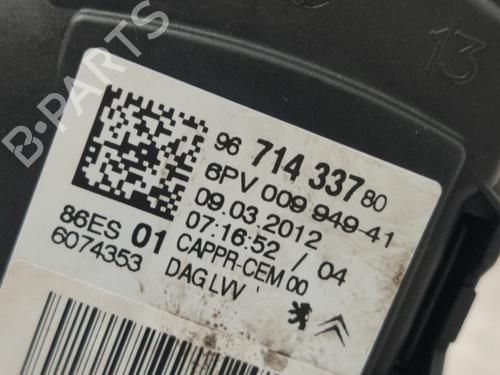 B-PARTS
13
96 714 337 80
6PV 009 949-41
09.03.2012
07:16:52 / 04
86ES 01 CAPPR-CEM 00
6074353 DAG LVV